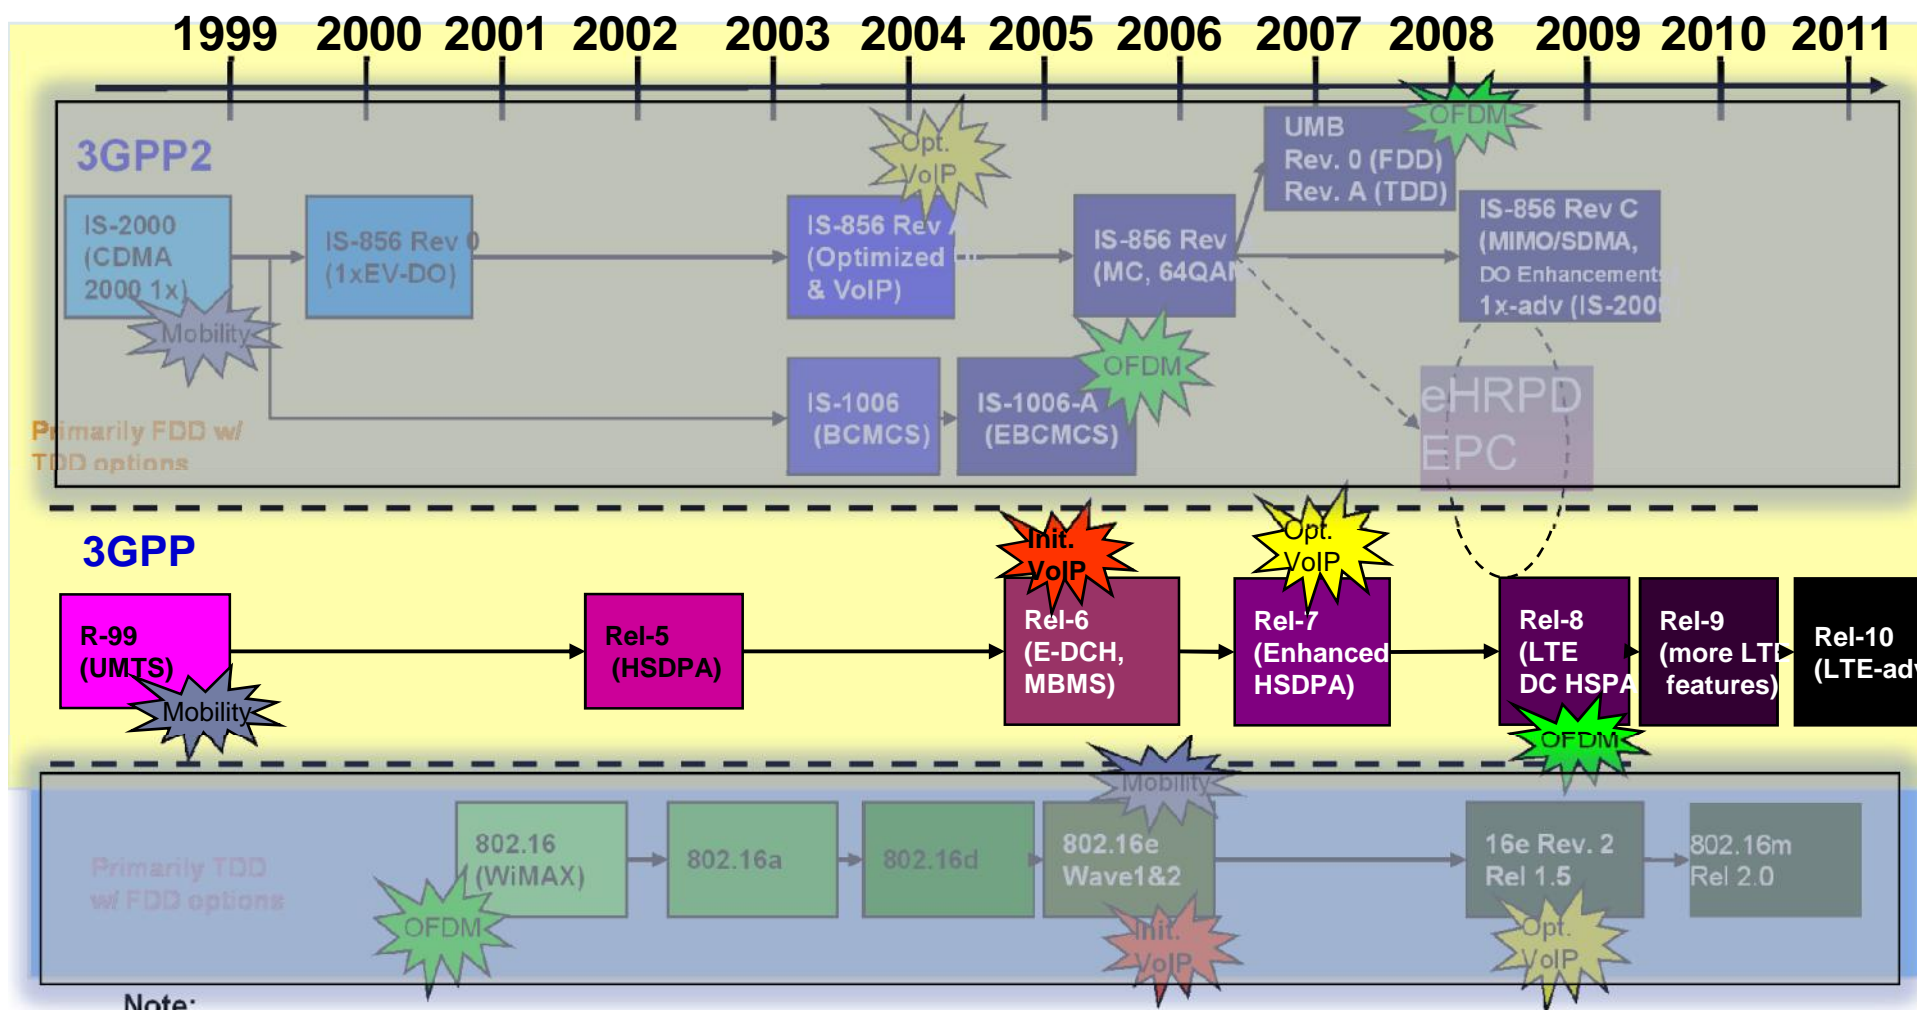 1999 2000 2001 2002 2003 2004 2005 2006 2007 2008 2009 2010 2011
3GPP2
IS-2000
(CDMA
2000 1x)
Mobility
IS-856 Rev 0
(1xEV-DO)
Opt.
VoIP
IS-856 Rev A
(Optimized
& VoIP)
IS-856 Rev
(MC, 64QAM
OFDM
UMB
Rev. 0 (FDD)
Rev. A (TDD)
OFDM
IS-856 Rev C
(MIMO/SDMA,
DO Enhancements
1x-adv (IS-200
IS-1006
(BCMCS)
IS-1006-A
(EBCMCS)
eHRPD
EPC
Primarily FDD w/
TDD options
3GPP
R-99
(UMTS)
Mobility
Rel-5
(HSDPA)
Init.
VoIP
Rel-6
(E-DCH,
MBMS)
Opt.
VoIP
Rel-7
(Enhanced
HSDPA)
Rel-8
(LTE
DC HSPA
OFDM
Rel-9
(more LTE
features)
Rel-10
(LTE-adv
Primarily TDD
w/ FDD options
OFDM
802.16
(WiMAX)
802.16a
802.16d
Mobility
802.16e
Wave1&2
Init.
VoIP
16e Rev. 2
Rel 1.5
Opt.
VoIP
802.16m
Rel 2.0
Note: